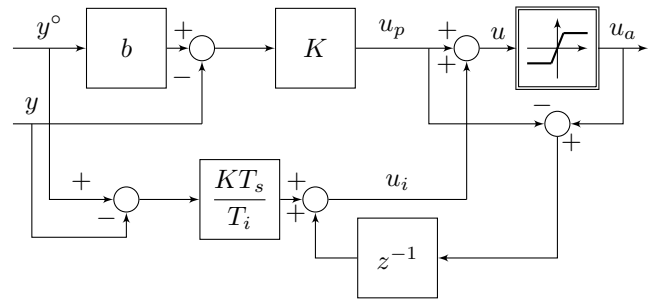 y° b + − K u_p + + u u_a
y − +
+ − KT_s/T_i + + u_i
z⁻¹